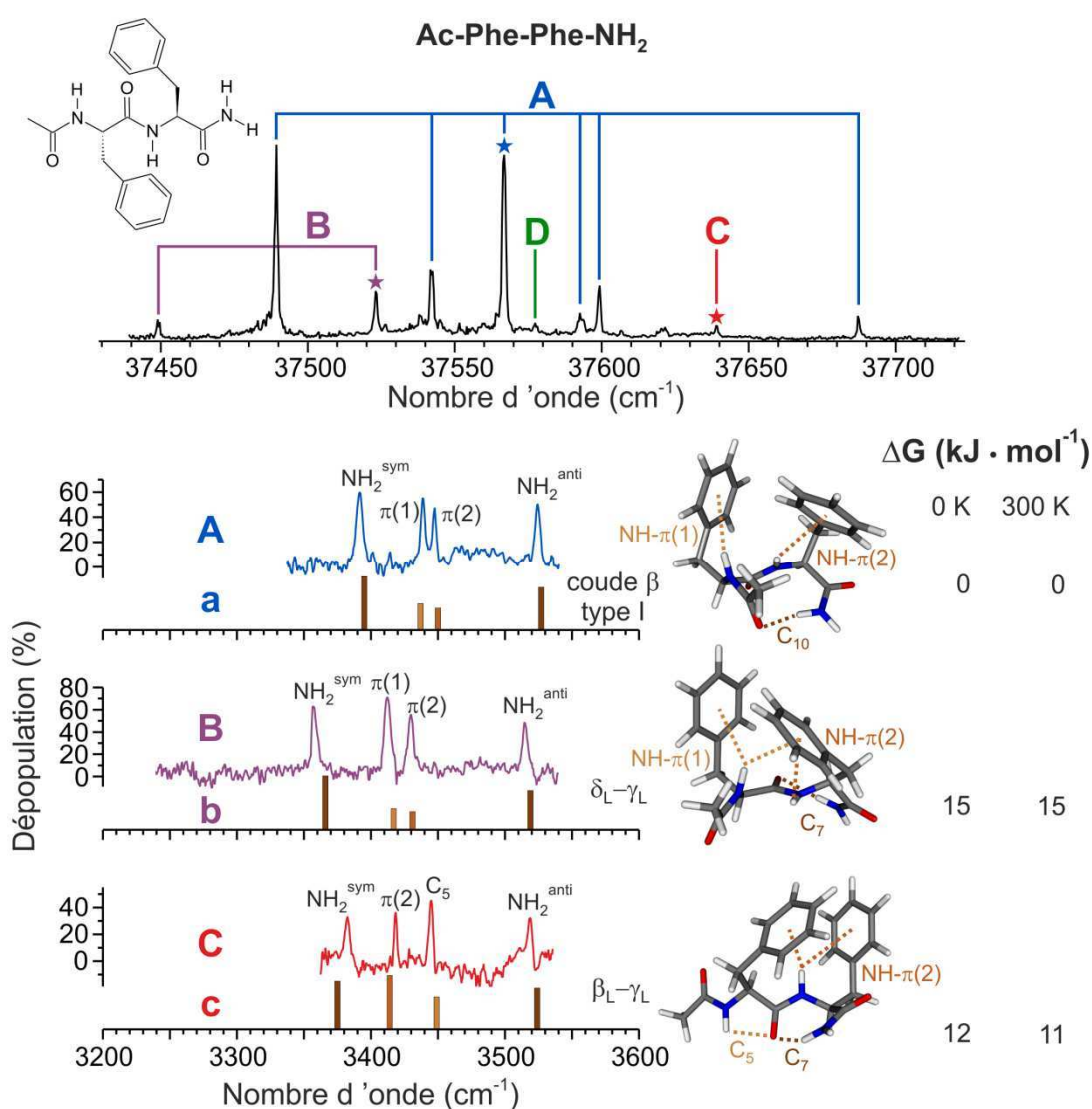 Ac-Phe-Phe-NH₂
H
N
O
N
H
O
H
N
H
O
A
B
D
C
37450 37500 37550 37600 37650 37700
Nombre d 'onde (cm⁻¹)
ΔG (kJ · mol⁻¹)
0 K 300 K
Dépopulation (%)
60
40
20
0
A
NH₂ˢʸᵐ
π(1)
π(2)
NH₂ᵃⁿᵗⁱ
a
coude β
type I
NH-π(1)
NH-π(2)
C₁₀
0 0
80
60
40
20
0
B
NH₂ˢʸᵐ
π(1)
π(2)
NH₂ᵃⁿᵗⁱ
b
δL–γL
NH-π(1)
NH-π(2)
C₇
15 15
40
20
0
C
NH₂ˢʸᵐ
π(2)
C₅
NH₂ᵃⁿᵗⁱ
c
βL–γL
NH-π(2)
C₅
C₇
12 11
3200 3300 3400 3500 3600
Nombre d 'onde (cm⁻¹)